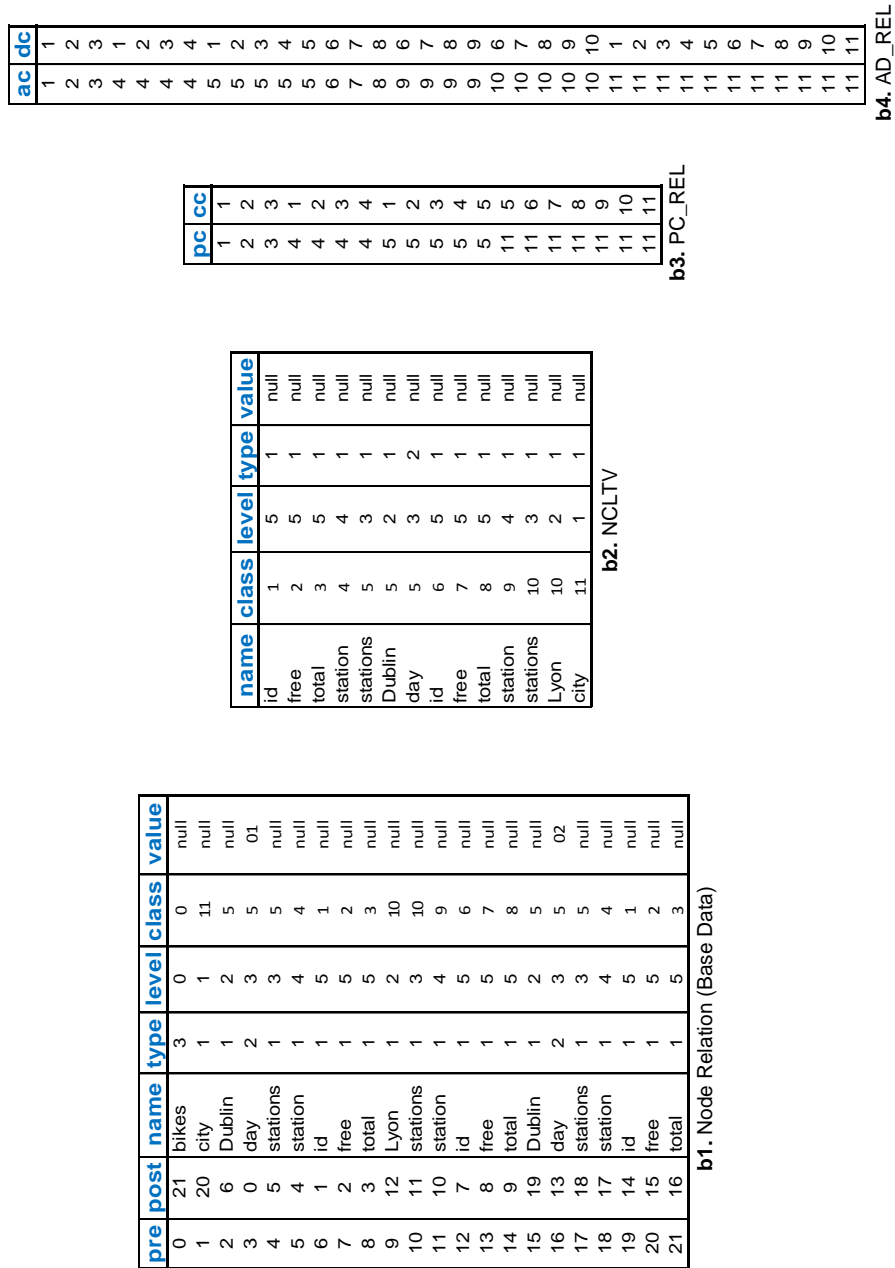 pre post name type level class value
0 21 bikes 3 0 0 null
1 20 city 1 1 11 null
2 6 Dublin 1 2 5 null
3 0 day 2 3 5 01
4 5 stations 1 3 5 null
5 4 station 1 4 4 null
6 1 id 1 5 1 null
7 2 free 1 5 2 null
8 3 total 1 5 3 null
9 12 Lyon 1 2 10 null
10 11 stations 1 3 10 null
11 10 station 1 4 9 null
12 7 id 1 5 6 null
13 8 free 1 5 7 null
14 9 total 1 5 8 null
15 19 Dublin 1 2 5 null
16 13 day 2 3 5 02
17 18 stations 1 3 5 null
18 17 station 1 4 4 null
19 14 id 1 5 1 null
20 15 free 1 5 2 null
21 16 total 1 5 3 null
b1. Node Relation (Base Data)
name class level type value
id 1 5 1 null
free 2 5 1 null
total 3 5 1 null
station 4 4 1 null
stations 5 3 1 null
Dublin 5 2 1 null
day 5 3 2 null
id 6 5 1 null
free 7 5 1 null
total 8 5 1 null
station 9 4 1 null
stations 10 3 1 null
Lyon 10 2 1 null
city 11 1 1 null
b2. NCLTV
pc cc
1 1
2 2
3 3
4 1
4 2
4 3
4 4
5 1
5 2
5 3
5 4
5 5
11 5
11 6
11 7
11 8
11 9
11 10
11 11
b3. PC_REL
ac dc
1 1
2 2
3 3
4 1
4 2
4 3
4 4
5 1
5 2
5 3
5 4
5 5
6 6
7 7
8 8
9 6
9 7
9 8
9 9
10 6
10 7
10 8
10 9
10 10
11 1
11 2
11 3
11 4
11 5
11 6
11 7
11 8
11 9
11 10
11 11
b4. AD_REL